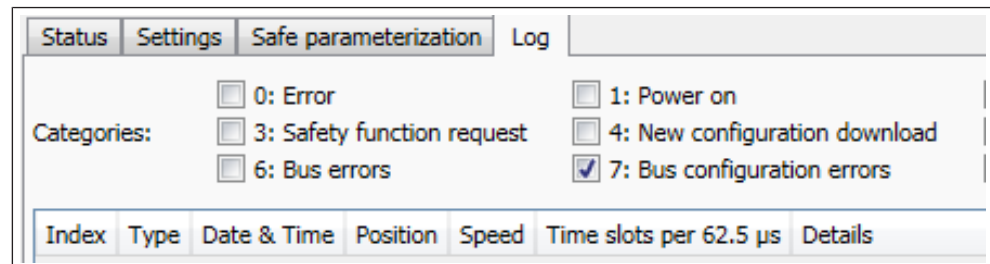 Status Settings Safe parameterization Log
0: Error 1: Power on
Categories: 3: Safety function request 4: New configuration download
6: Bus errors 7: Bus configuration errors
Index Type Date & Time Position Speed Time slots per 62.5 µs Details